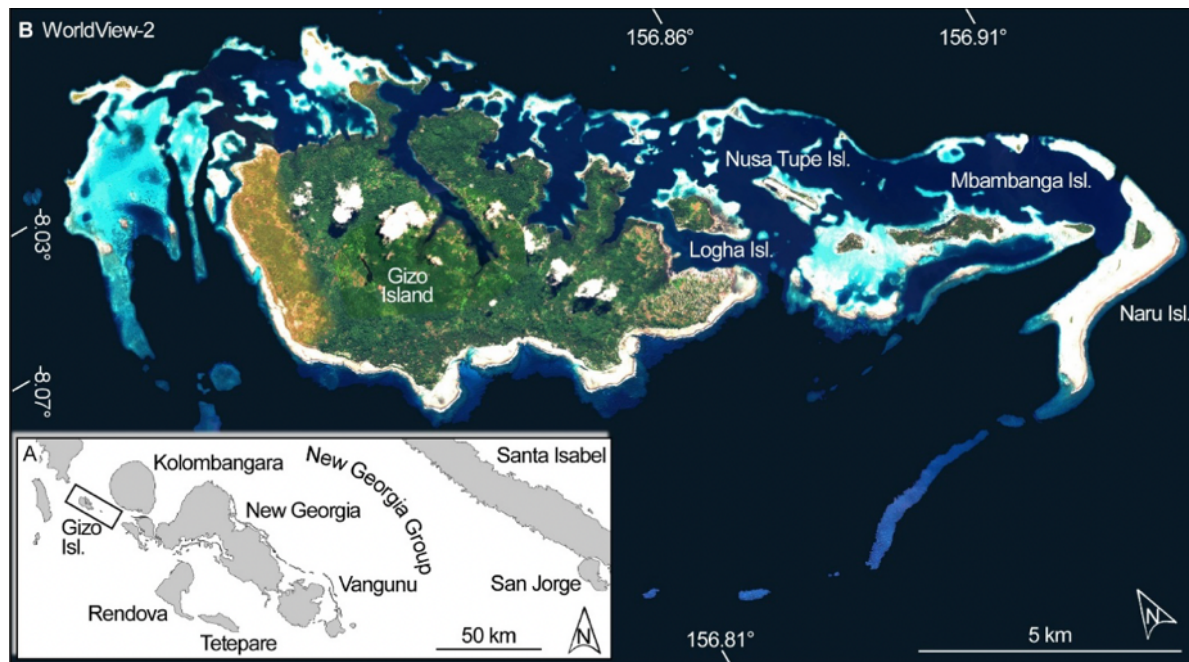 B WorldView-2
156.86°
156.91°
Nusa Tupe Isl.
Mbambanga Isl.
-8.03°
Logha Isl.
Gizo
Island
Naru Isl.
-8.07°
A
Kolombangara
New Georgia Group
Santa Isabel
New Georgia
Gizo
Isl.
Vangunu
San Jorge
Rendova
Tetepare
50 km
N
156.81°
5 km
N